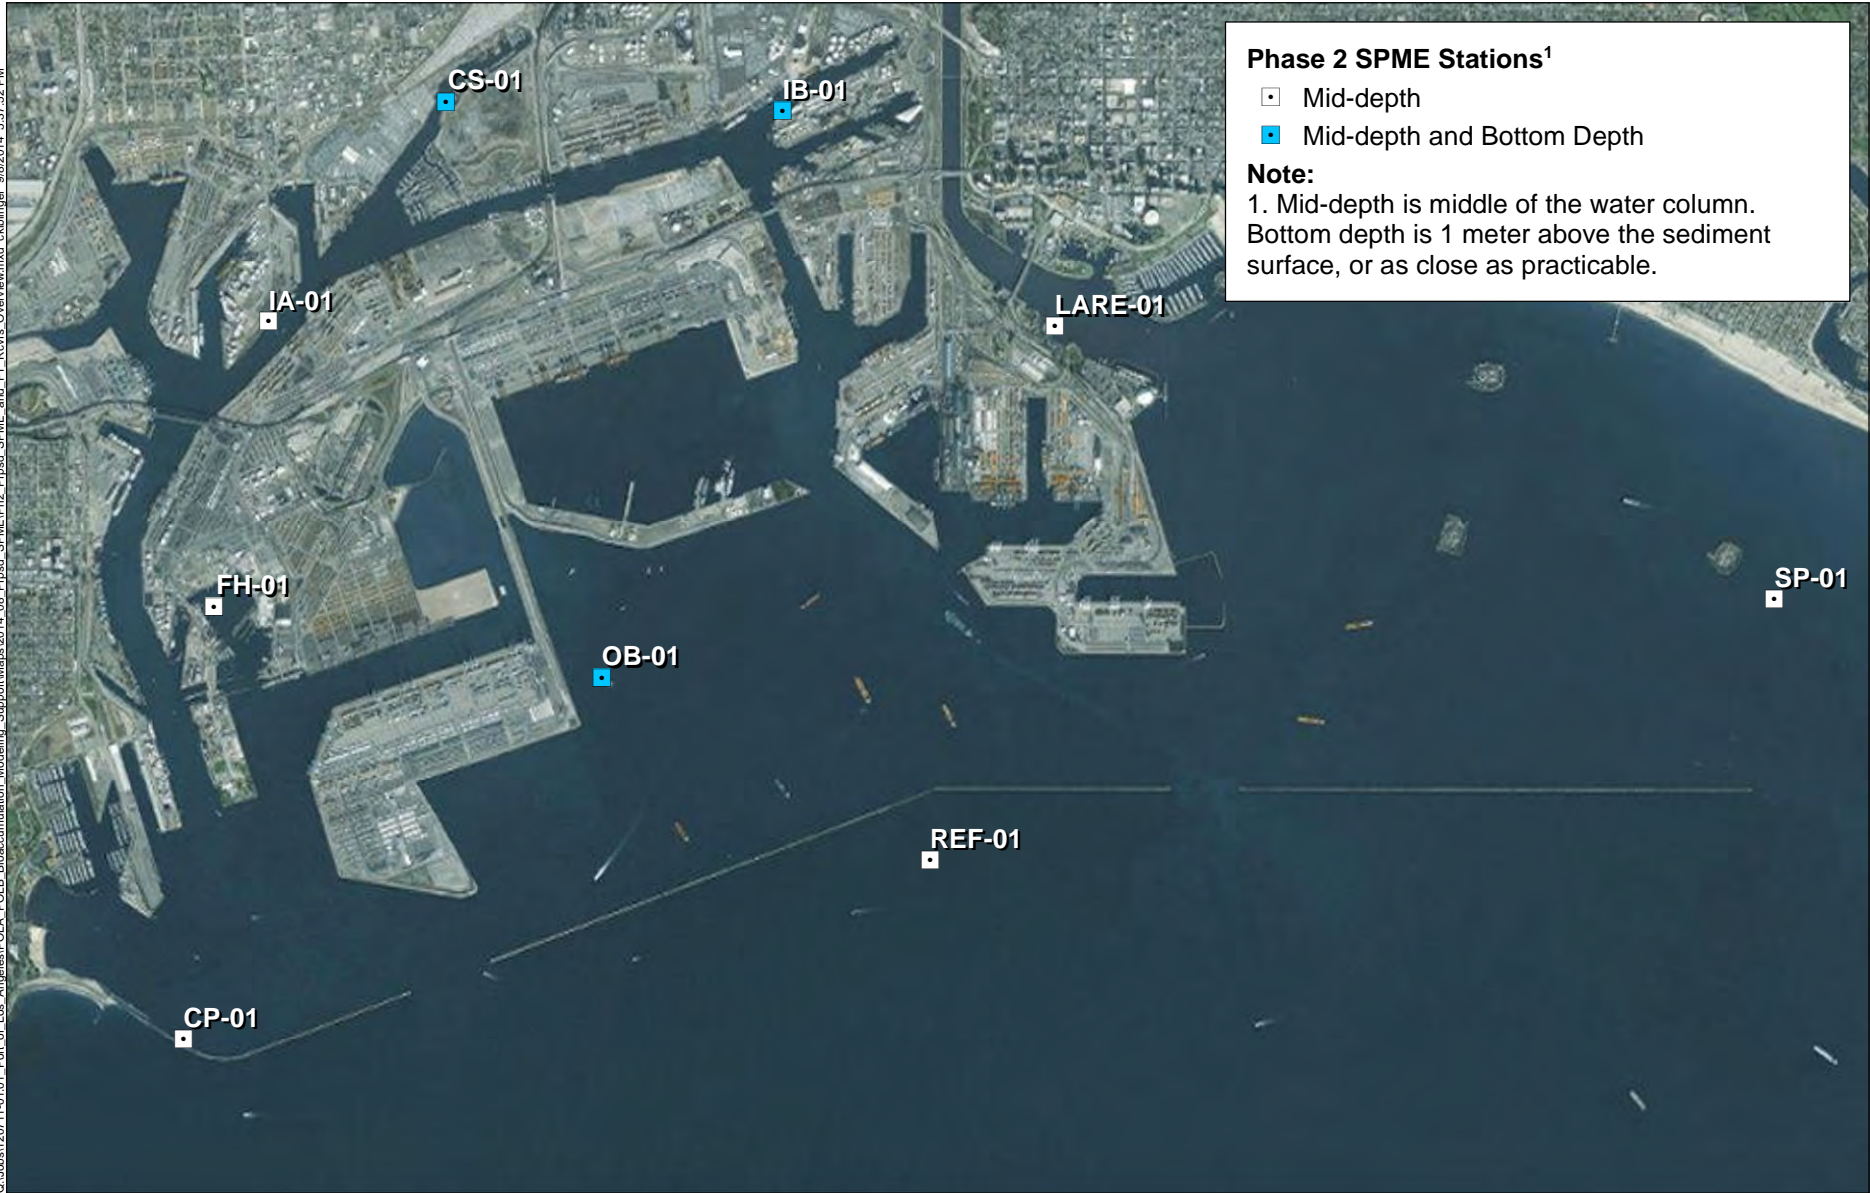 Phase 2 SPME Stations¹
Mid-depth
Mid-depth and Bottom Depth
Note:
1. Mid-depth is middle of the water column.
Bottom depth is 1 meter above the sediment
surface, or as close as practicable.
CS-01
IB-01
IA-01
LARE-01
FH-01
SP-01
OB-01
REF-01
CP-01